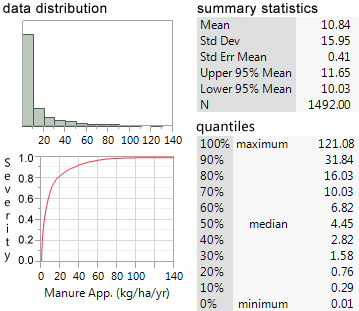 data distribution
20 40 60 80 100 120 140
Severity
1.0
0.8
0.6
0.4
0.2
0.0
0 20 40 60 80 100 140
Manure App. (kg/ha/yr)
summary statistics
Mean 10.84
Std Dev 15.95
Std Err Mean 0.41
Upper 95% Mean 11.65
Lower 95% Mean 10.03
N 1492.00
quantiles
100% maximum 121.08
90% 31.84
80% 16.03
70% 10.03
60% 6.82
50% median 4.45
40% 2.82
30% 1.58
20% 0.76
10% 0.29
0% minimum 0.01